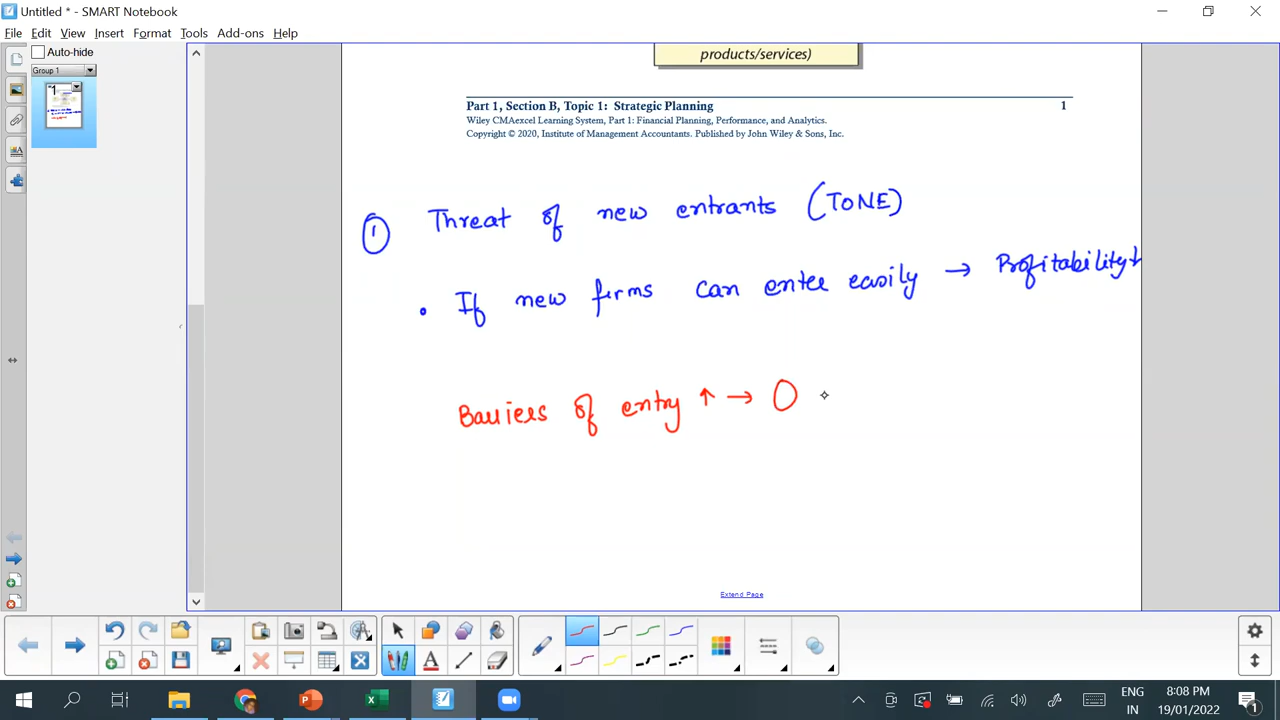 Untitled * - SMART Notebook
File Edit View Insert Format Tools Add-ons Help
Auto-hide
Group 1
1
products/services)
Part 1, Section B, Topic 1: Strategic Planning 1
Wiley CMAexcel Learning System, Part 1: Financial Planning, Performance, and Analytics.
Copyright © 2020, Institute of Management Accountants. Published by John Wiley & Sons, Inc.
① Threat of new entrants (TONE)
• If new firms can enter easily → Profitability↓
Barriers of entry ↑ → O
Extend Page
ENG
IN
8:08 PM
19/01/2022
1